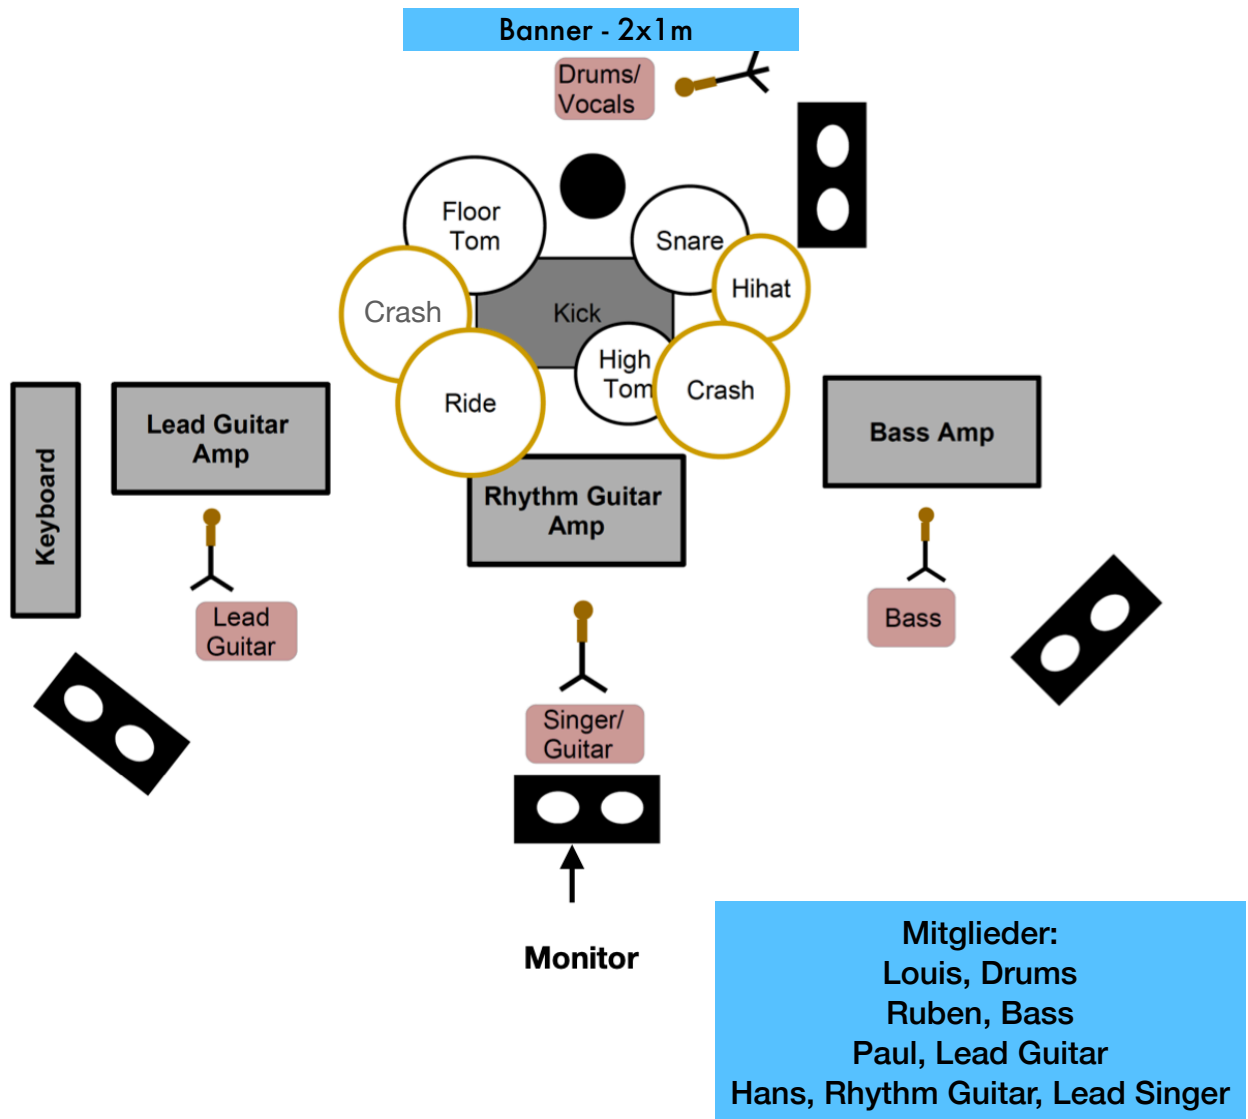 Banner - 2x1m
Drums/
Vocals
Floor
Tom
Snare
Hihat
Crash
Kick
High
Tom
Crash
Ride
Lead Guitar
Amp
Bass Amp
Keyboard
Rhythm Guitar
Amp
Lead
Guitar
Bass
Singer/
Guitar
Monitor
Mitglieder:
Louis, Drums
Ruben, Bass
Paul, Lead Guitar
Hans, Rhythm Guitar, Lead Singer